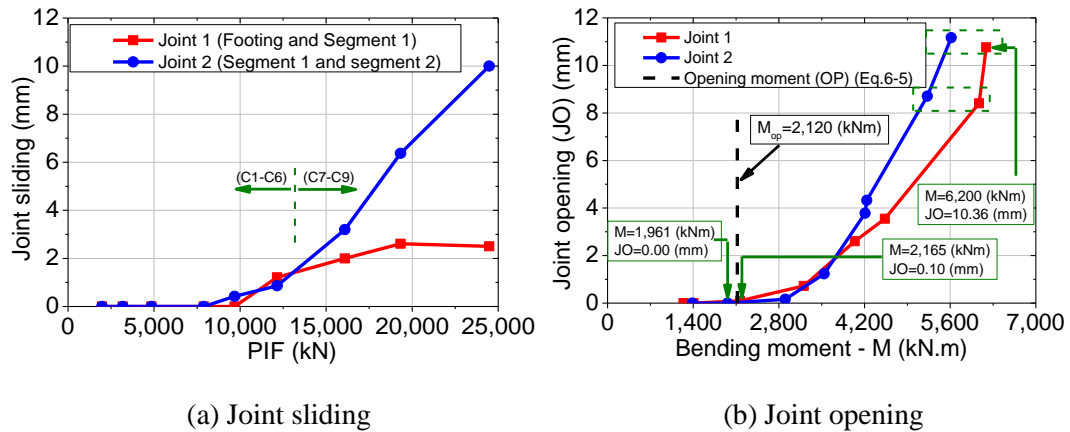 Joint 1 (Footing and Segment 1)
Joint 2 (Segment 1 and segment 2)
Joint sliding (mm)
12
10
8
6
4
2
0
(C1-C6)
(C7-C9)
0
5,000
10,000
15,000
20,000
25,000
PIF (kN)
(a) Joint sliding
Joint 1
Joint 2
Opening moment (OP) (Eq.6-5)
Joint opening (JO) (mm)
12
10
8
6
4
2
0
Mop=2,120 (kNm)
M=1,961 (kNm)
JO=0.00 (mm)
M=2,165 (kNm)
JO=0.10 (mm)
M=6,200 (kNm)
JO=10.36 (mm)
0
1,400
2,800
4,200
5,600
7,000
Bending moment - M (kN.m)
(b) Joint opening